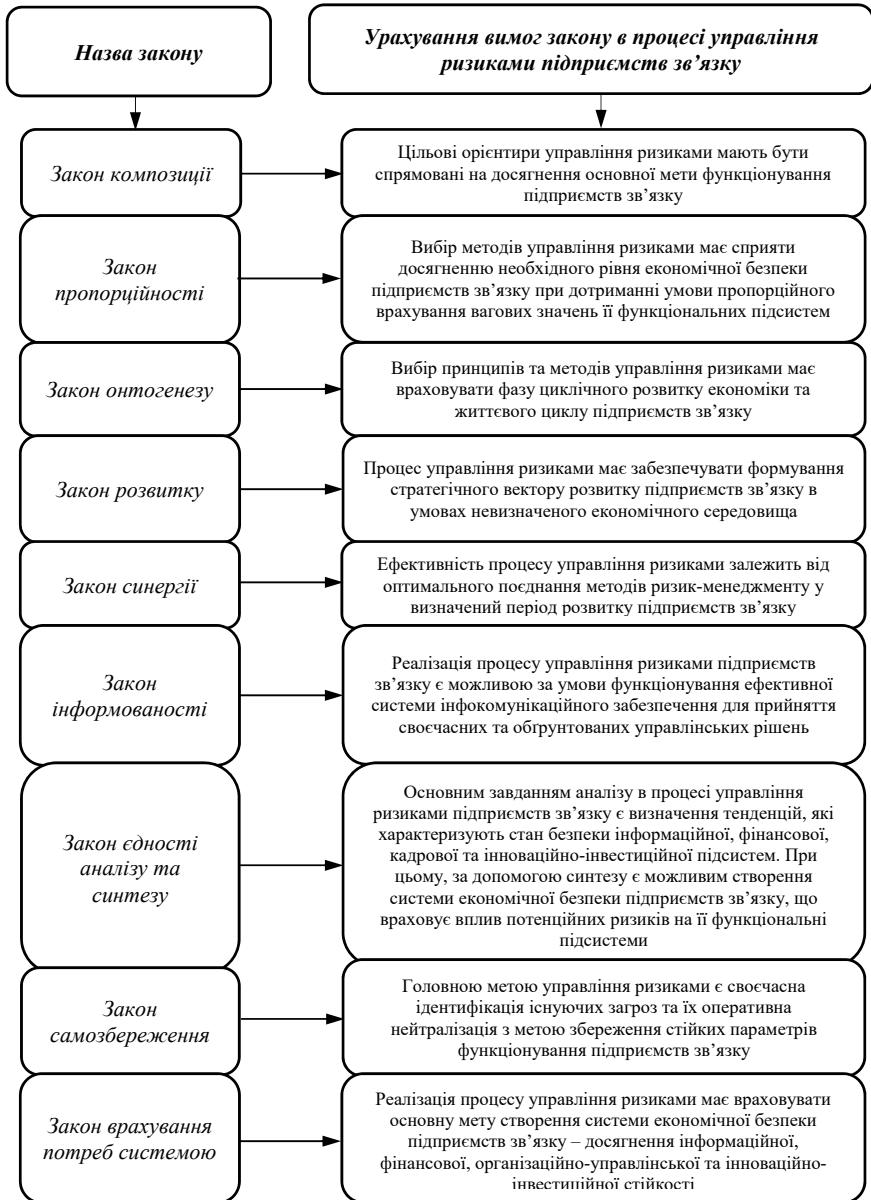 Назва закону
Урахування вимог закону в процесі управління
ризиками підприємств зв’язку
Закон композиції
Цільові орієнтири управління ризиками мають бути
спрямовані на досягнення основної мети функціонування
підприємств зв’язку
Закон
пропорційності
Вибір методів управління ризиками має сприяти
досягненню необхідного рівня економічної безпеки
підприємств зв’язку при дотриманні умови пропорційного
врахування вагових значень її функціональних підсистем
Закон онтогенезу
Вибір принципів та методів управління ризиками має
враховувати фазу циклічного розвитку економіки та
життєвого циклу підприємств зв’язку
Закон розвитку
Процес управління ризиками має забезпечувати формування
стратегічного вектору розвитку підприємств зв’язку в
умовах невизначеного економічного середовища
Закон синергії
Ефективність процесу управління ризиками залежить від
оптимального поєднання методів ризик-менеджменту у
визначений період розвитку підприємств зв’язку
Закон
інформованості
Реалізація процесу управління ризиками підприємств
зв’язку є можливою за умови функціонування ефективної
системи інфокомунікаційного забезпечення для прийняття
своєчасних та обґрунтованих управлінських рішень
Закон єдності
аналізу та
синтезу
Основним завданням аналізу в процесі управління
ризиками підприємств зв’язку є визначення тенденцій, які
характеризують стан безпеки інформаційної, фінансової,
кадрової та інноваційно-інвестиційної підсистем. При
цьому, за допомогою синтезу є можливим створення
системи економічної безпеки підприємств зв’язку, що
враховує вплив потенційних ризиків на її функціональні
підсистеми
Закон
самозбереження
Головною метою управління ризиками є своєчасна
ідентифікація існуючих загроз та їх оперативна
нейтралізація з метою збереження стійких параметрів
функціонування підприємств зв’язку
Закон врахування
потреб системою
Реалізація процесу управління ризиками має враховувати
основну мету створення системи економічної безпеки
підприємств зв’язку – досягнення інформаційної,
фінансової, організаційно-управлінської та інноваційно-
інвестиційної стійкості